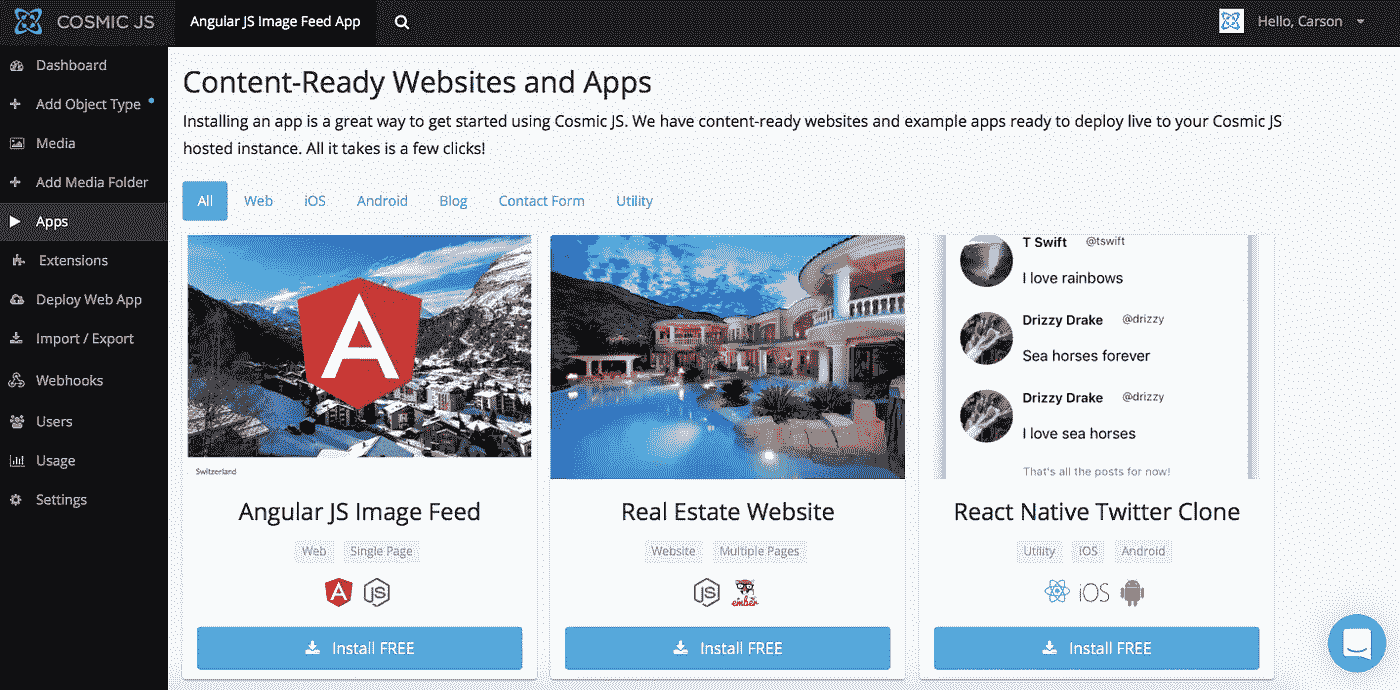 COSMIC JS
Angular JS Image Feed App
Hello, Carson
Dashboard
Add Object Type
Media
Add Media Folder
Apps
Extensions
Deploy Web App
Import / Export
Webhooks
Users
Usage
Settings
Content-Ready Websites and Apps
Installing an app is a great way to get started using Cosmic JS. We have content-ready websites and example apps ready to deploy live to your Cosmic JS
hosted instance. All it takes is a few clicks!
All Web iOS Android Blog Contact Form Utility
A
Switzerland
Angular JS Image Feed
Web Single Page
A JS
Install FREE
Real Estate Website
Website Multiple Pages
JS ember
Install FREE
T Swift @tswift
I love rainbows
Drizzy Drake @drizzy
Sea horses forever
Drizzy Drake @drizzy
I love sea horses
That's all the posts for now!
React Native Twitter Clone
Utility iOS Android
iOS
Install FREE